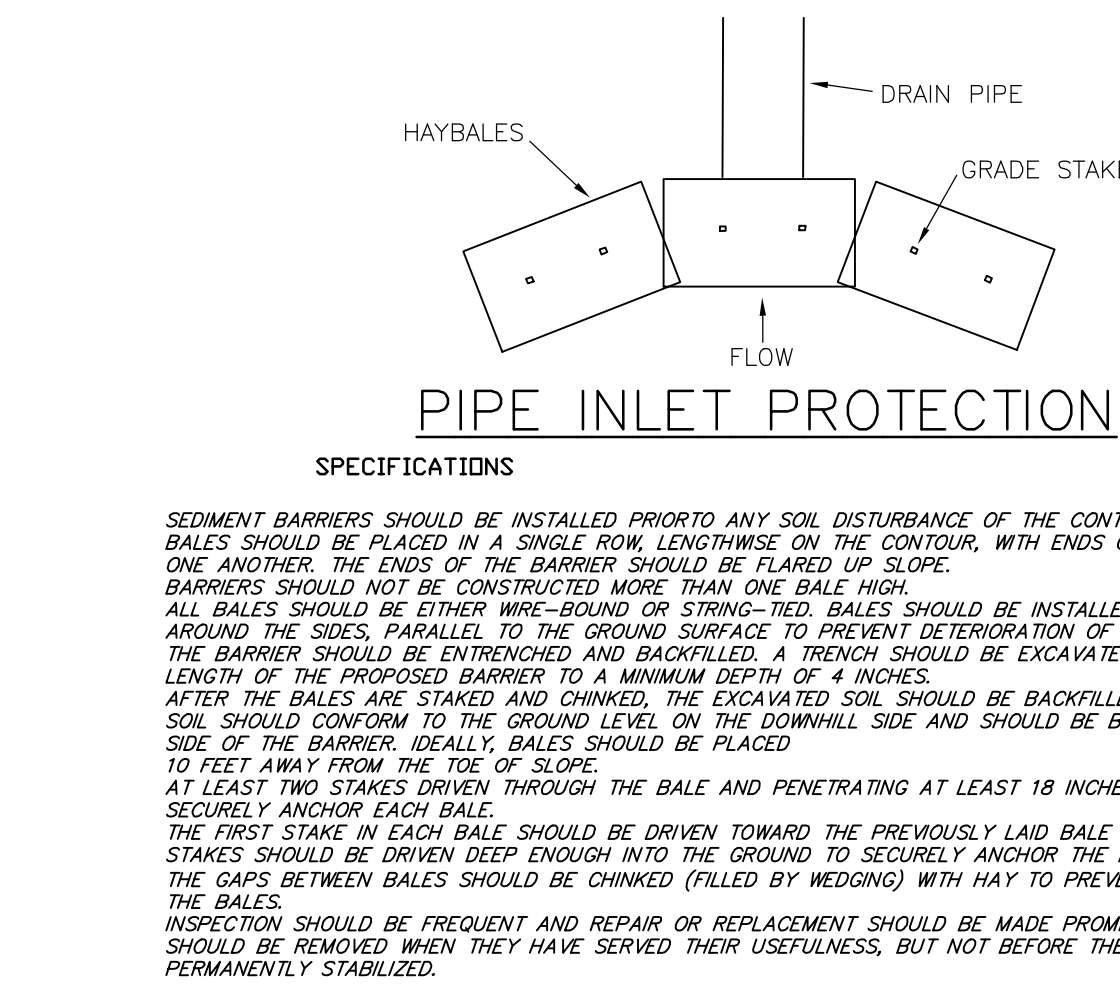 DRAIN PIPE
HAYBALES
GRADE
FLOW
PIPE INLET PROTECTION
SPECIFICATIONS
SEDIMENT BARRIERS SHOULD BE INSTALLED PRIORTO ANY SOIL DISTURBANCE OF THE
BALES SHOULD BE PLACED IN A SINGLE ROW, LENGTHWISE ON THE CONTOUR, WITH ENDS
ONE ANOTHER. THE ENDS OF THE BARRIER SHOULD BE FLARED UP SLOPE.
BARRIERS SHOULD NOT BE CONSTRUCTED MORE THAN ONE BALE HIGH.
ALL BALES SHOULD BE EITHER WIRE-BOUND OR STRING-TIED. BALES SHOULD BE
AROUND THE SIDES, PARALLEL TO THE GROUND SURFACE TO PREVENT DETERIORATION OF
THE BARRIER SHOULD BE ENTRENCHED AND BACKFILLED. A TRENCH SHOULD BE
LENGTH OF THE PROPOSED BARRIER TO A MINIMUM DEPTH OF 4 INCHES.
AFTER THE BALES ARE STAKED AND CHINKED, THE EXCAVATED SOIL SHOULD BE
SOIL SHOULD CONFORM TO THE GROUND LEVEL ON THE DOWNHILL SIDE AND SHOULD BE
SIDE OF THE BARRIER. IDEALLY, BALES SHOULD BE PLACED
10 FEET AWAY FROM THE TOE OF SLOPE.
AT LEAST TWO STAKES DRIVEN THROUGH THE BALE AND PENETRATING AT LEAST 18
SECURELY ANCHOR EACH BALE.
THE FIRST STAKE IN EACH BALE SHOULD BE DRIVEN TOWARD THE PREVIOUSLY LAID BALE
STAKES SHOULD BE DRIVEN DEEP ENOUGH INTO THE GROUND TO SECURELY ANCHOR THE
THE GAPS BETWEEN BALES SHOULD BE CHINKED (FILLED BY WEDGING) WITH HAY TO
THE BALES.
INSPECTION SHOULD BE FREQUENT AND REPAIR OR REPLACEMENT SHOULD BE MADE
SHOULD BE REMOVED WHEN THEY HAVE SERVED THEIR USEFULNESS, BUT NOT BEFORE THE
PERMANENTLY STABILIZED.